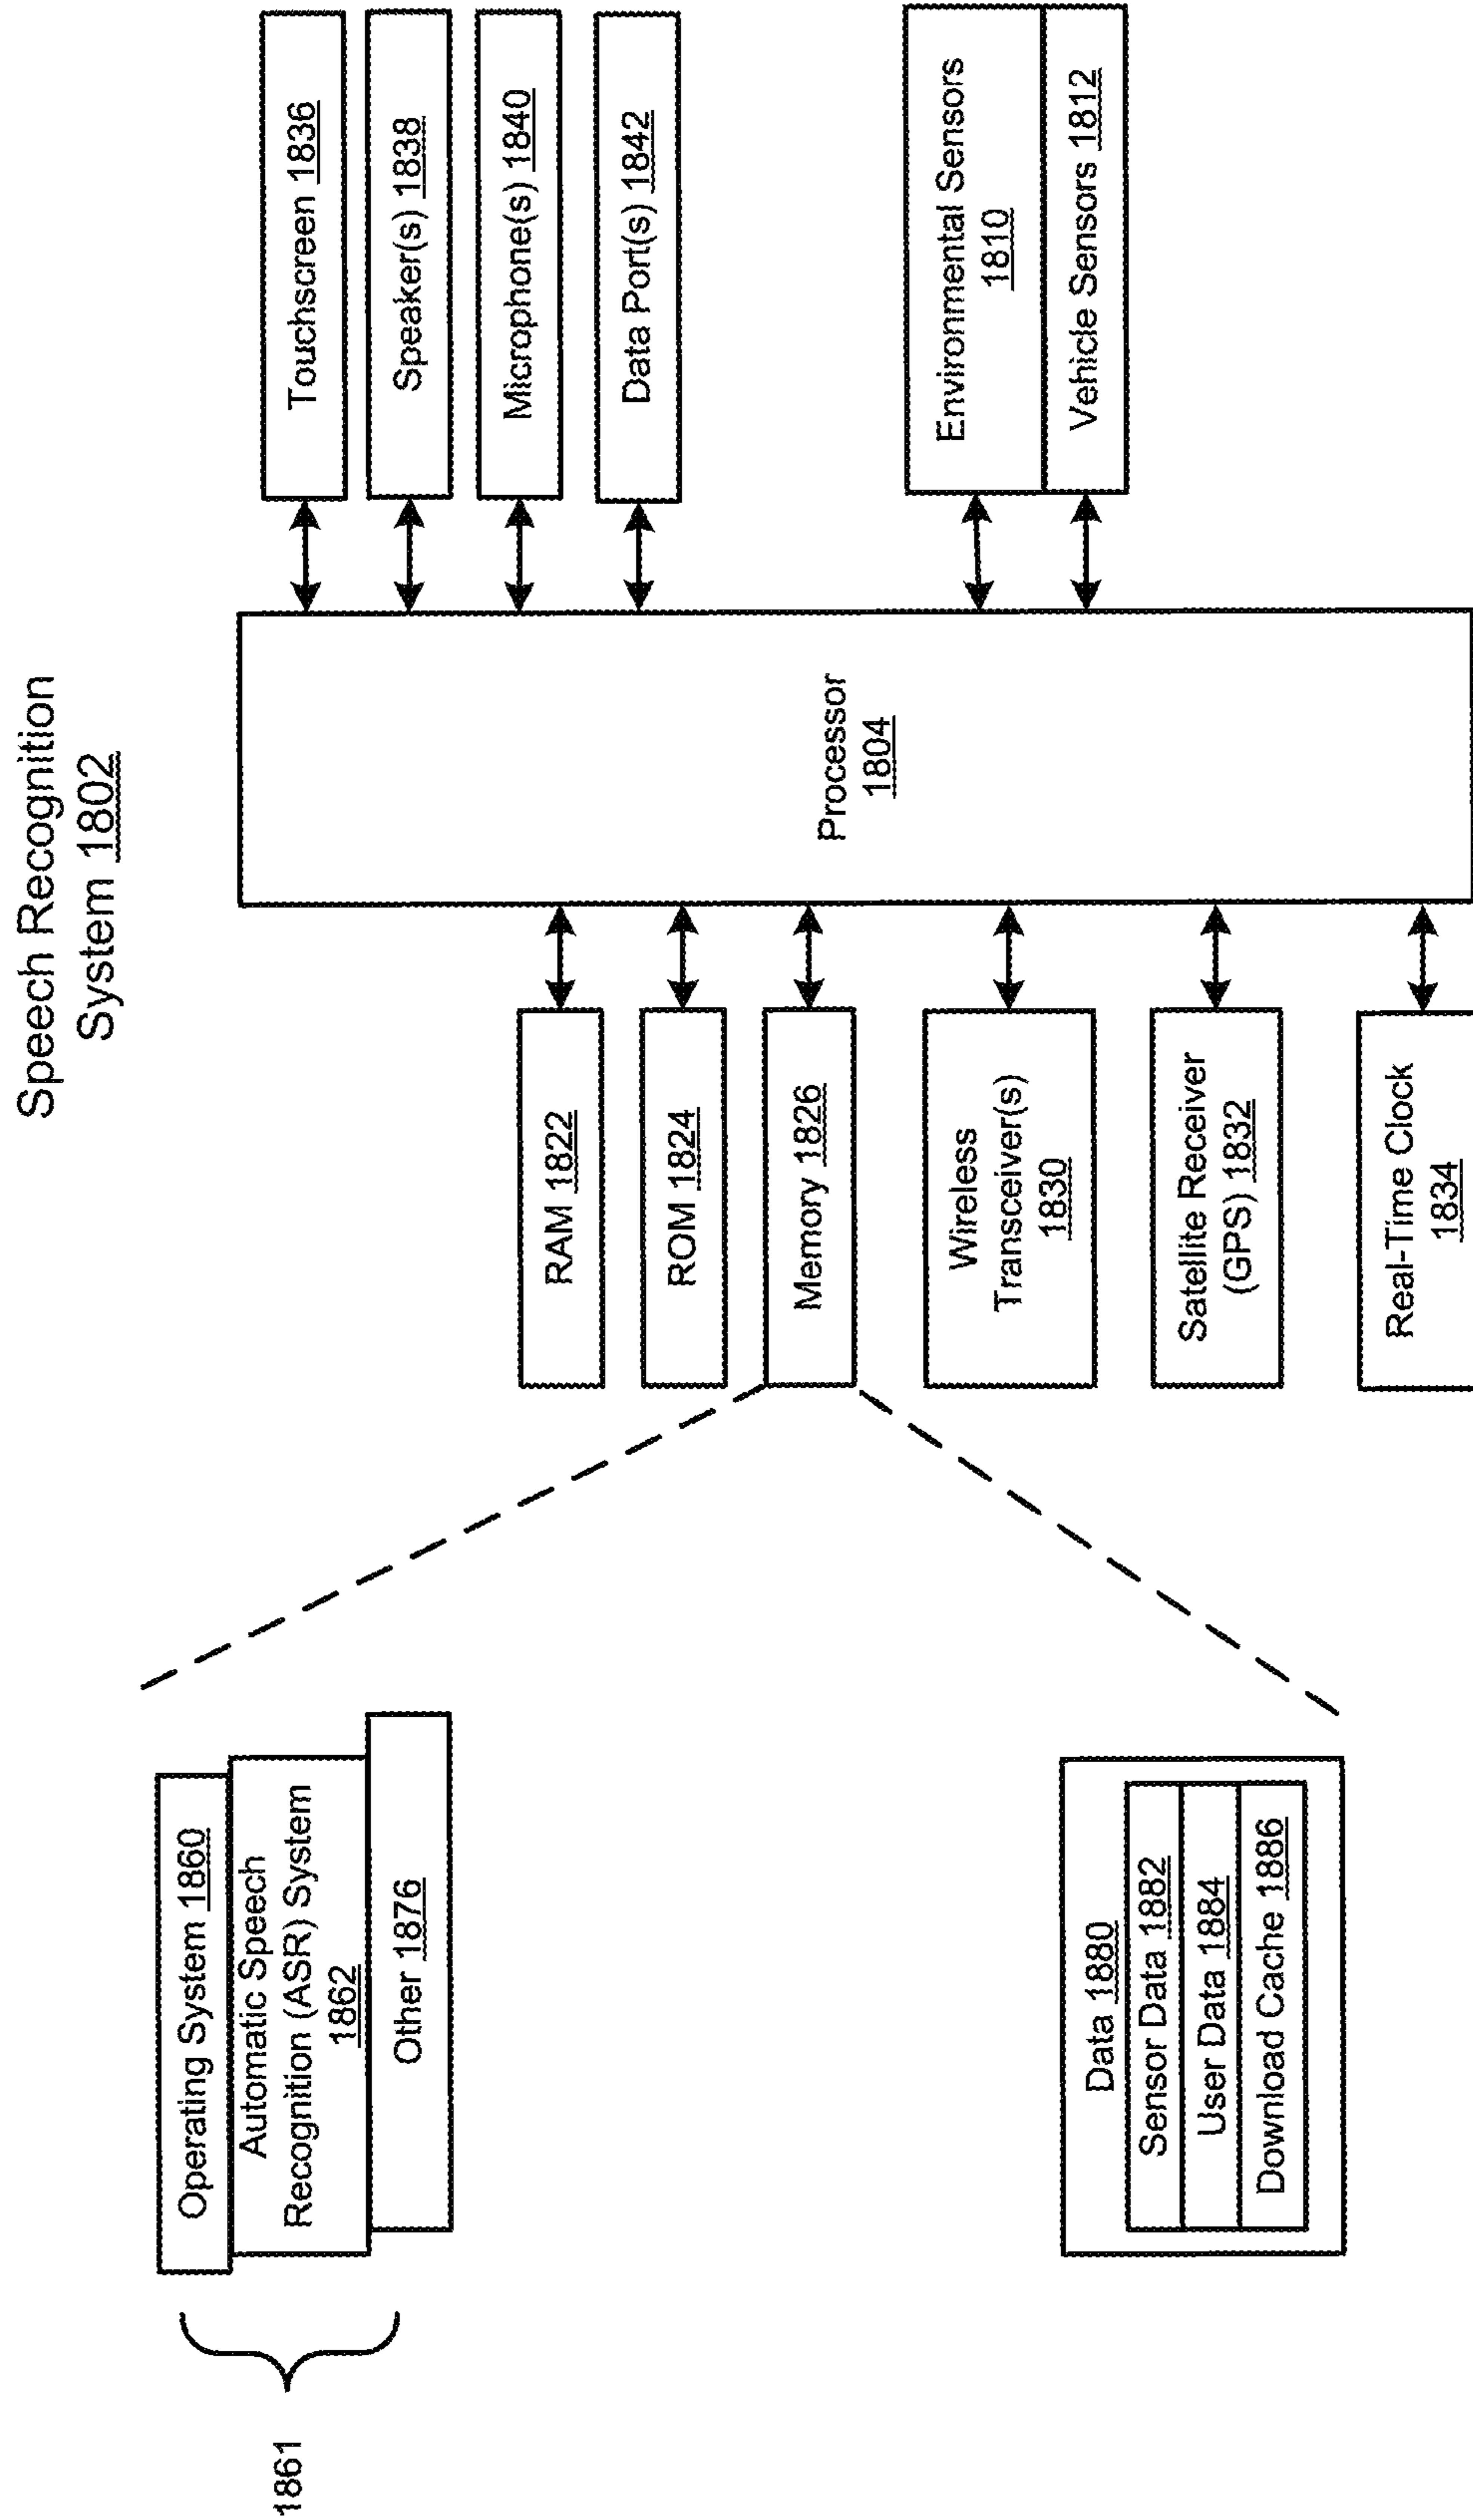 Speech Recognition
System 1802
1861
Operating System 1860
Automatic Speech
Recognition (ASR) System
1862
Other 1876
Data 1880
Sensor Data 1882
User Data 1884
Download Cache 1886
RAM 1822
ROM 1824
Memory 1826
Wireless
Transceiver(s)
1830
Satellite Receiver
(GPS) 1832
Real-Time Clock
1834
Processor
1804
Touchscreen 1836
Speaker(s) 1838
Microphone(s) 1840
Data Port(s) 1842
Environmental Sensors
1810
Vehicle Sensors 1812